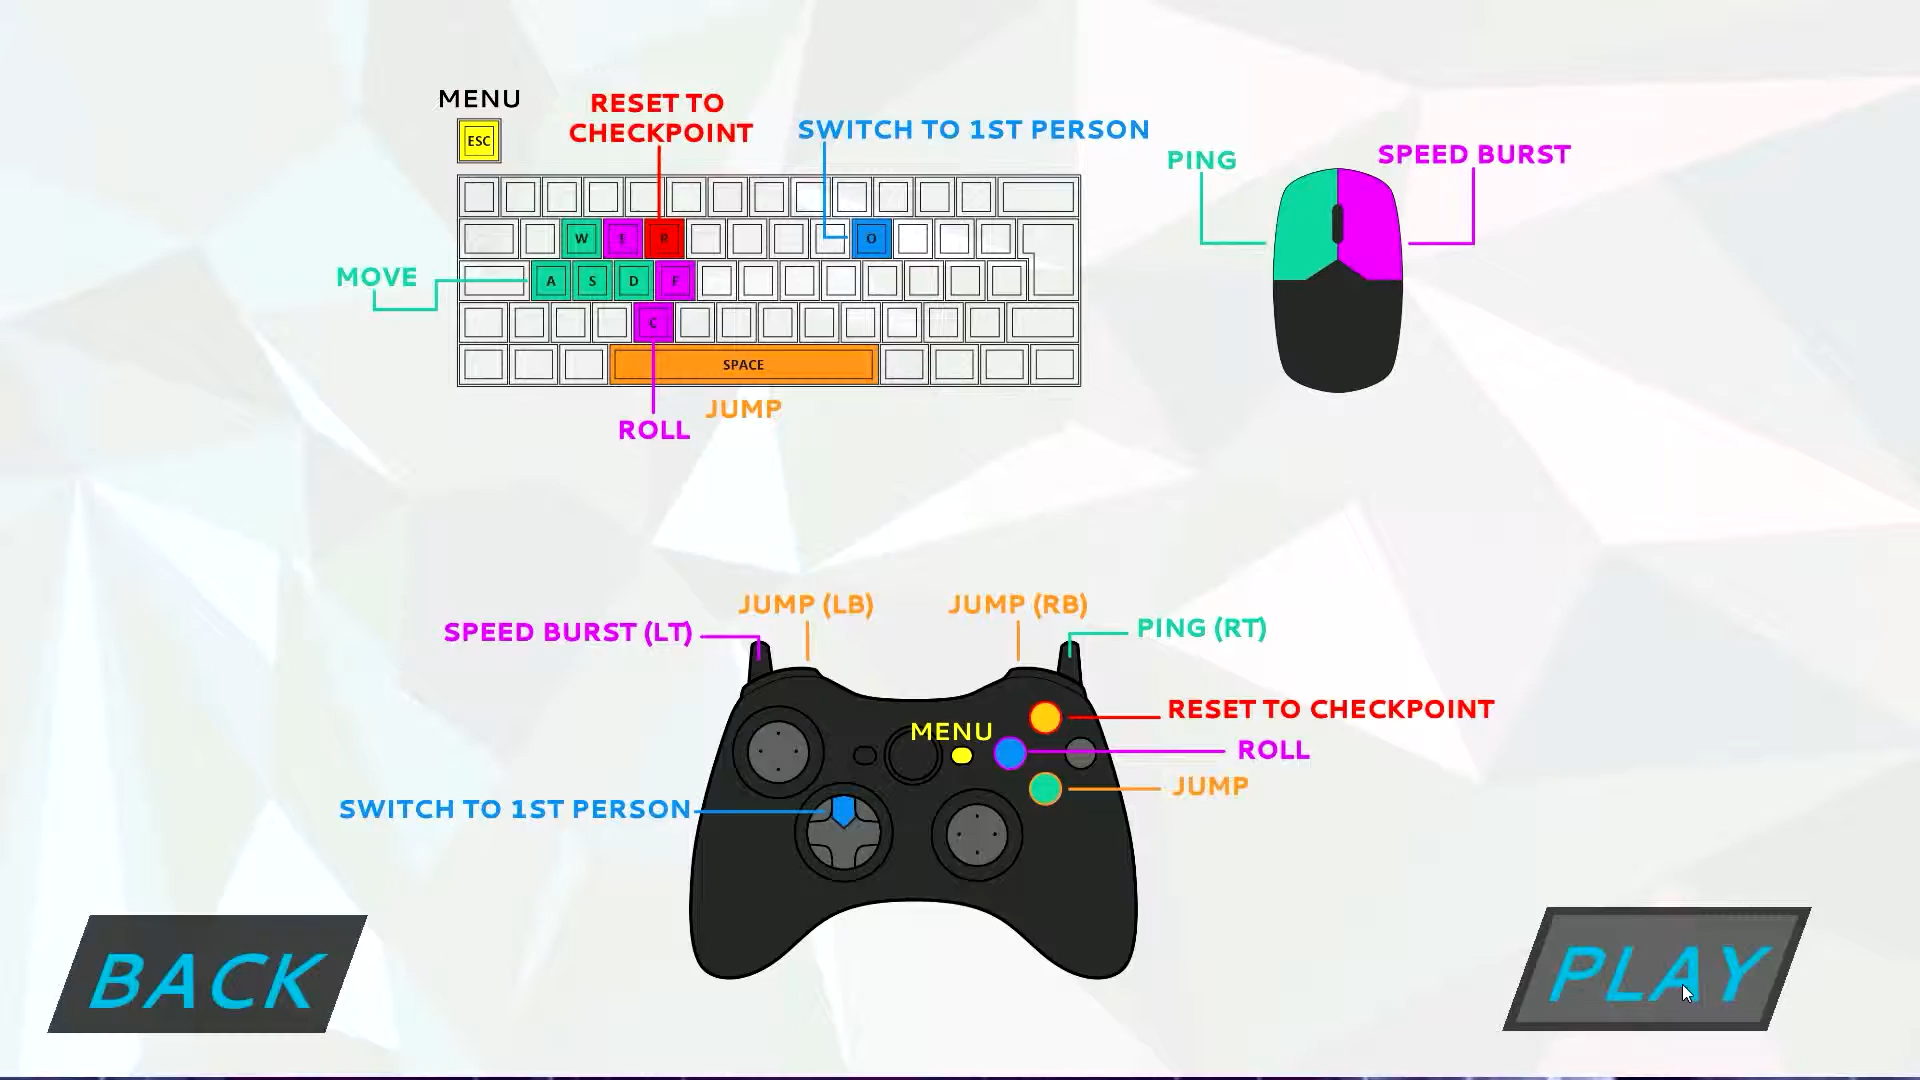 MENU
RESET TO
CHECKPOINT
SWITCH TO 1ST PERSON
PING
SPEED BURST
ESC
W E R O
MOVE
A S D F
C
SPACE
JUMP
ROLL
JUMP (LB)
JUMP (RB)
SPEED BURST (LT)
PING (RT)
RESET TO CHECKPOINT
MENU
ROLL
JUMP
SWITCH TO 1ST PERSON
BACK
PLAY